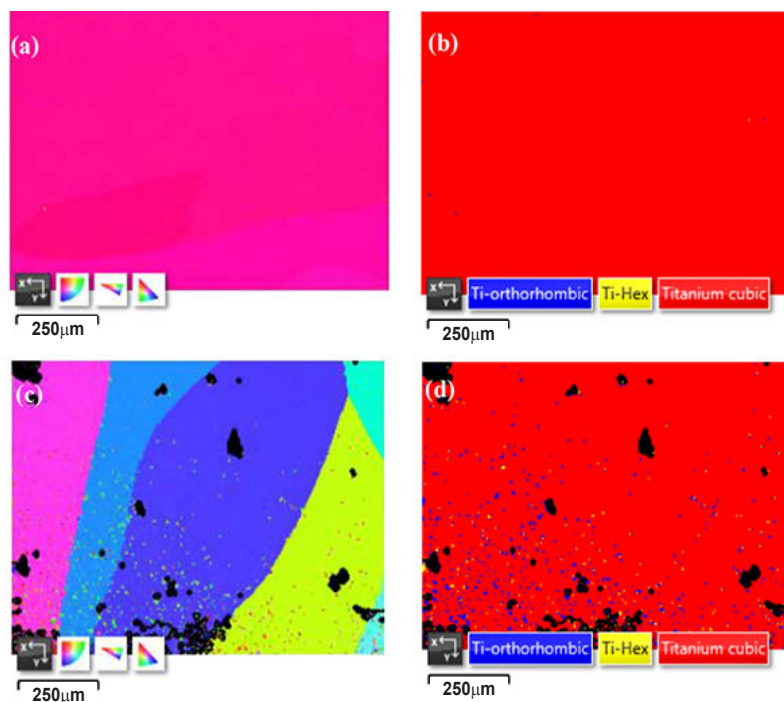 (a)
(b)
X
Y
X
Y
Ti-orthorhombic
Ti-Hex
Titanium cubic
250μm
250μm
(c)
(d)
X
Y
X
Y
Ti-orthorhombic
Ti-Hex
Titanium cubic
250μm
250μm